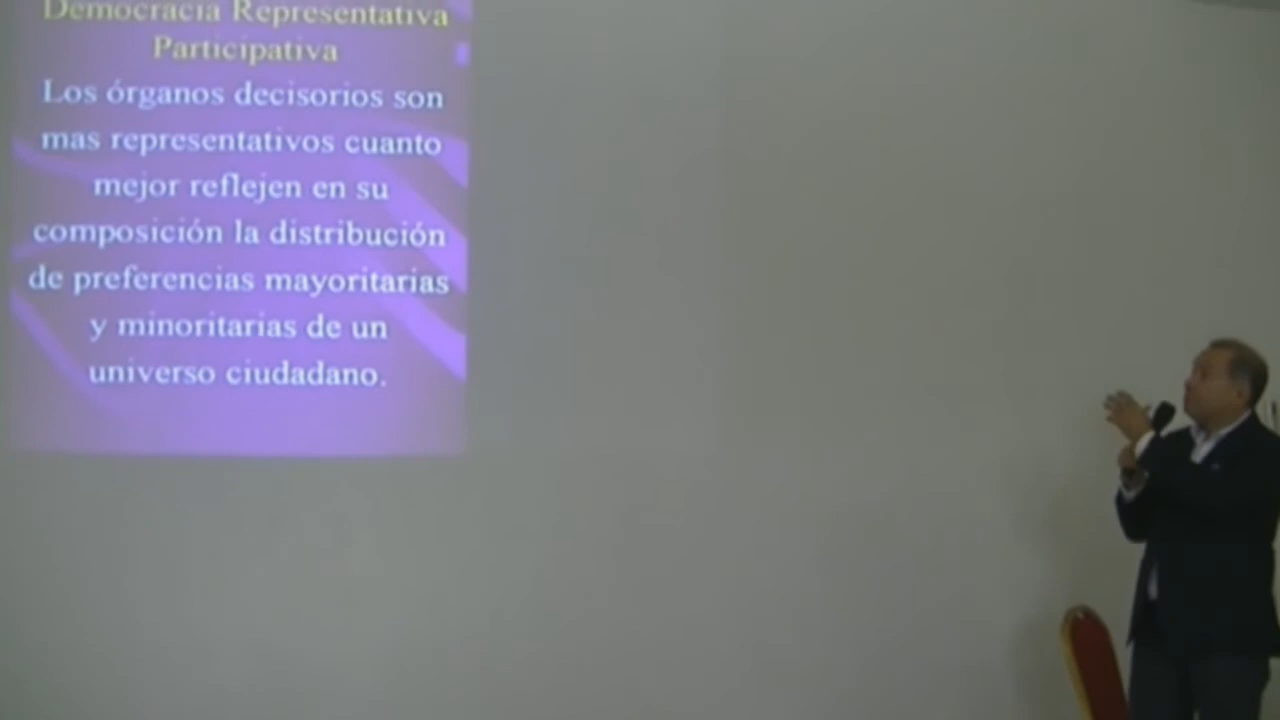 Democracia Representativa
Participativa
Los órganos decisorios son
mas representativos cuanto
mejor reflejen en su
composición la distribución
de preferencias mayoritarias
y minoritarias de un
universo ciudadano.